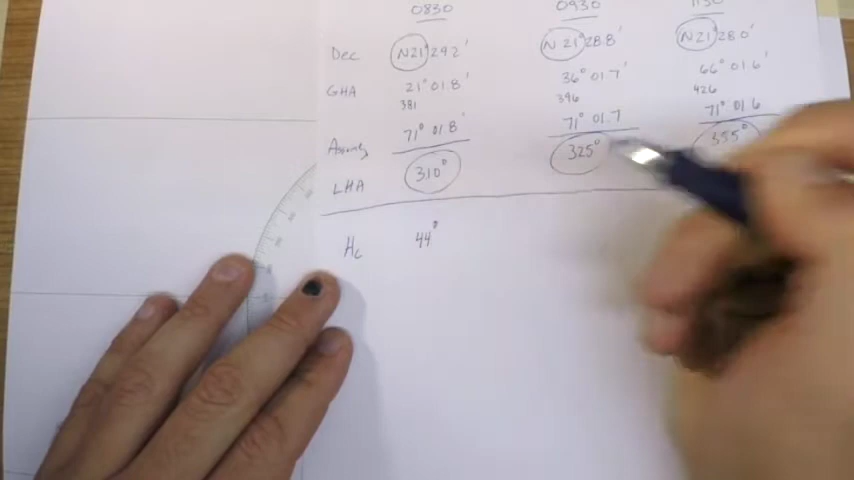 0830 0930 1130
Dec N21° 29.2' N 21° 28.8' N21° 28.0'
GHA 21° 01.8' 36° 01.7' 66° 01.6'
381 396 426
71° 01.8' 71° 01.7 71° 01.6
LHA 310° 325° 355°
Hc 44°